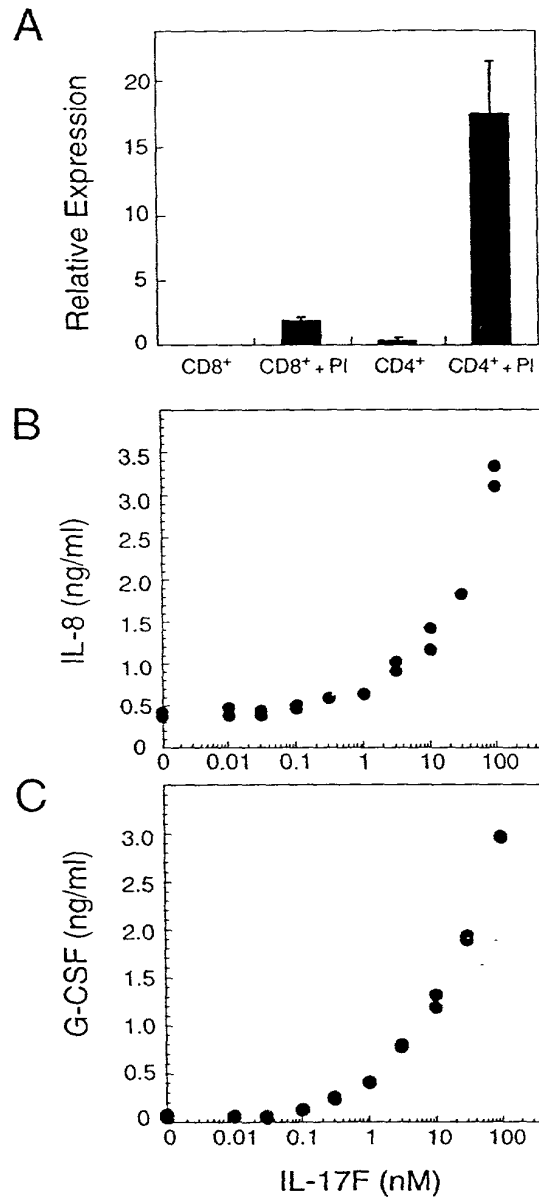 A
Relative Expression
20
15
10
5
0
CD8⁺
CD8⁺ + PI
CD4⁺
CD4⁺ + PI
B
IL-8 (ng/ml)
3.5
3.0
2.5
2.0
1.5
1.0
0.5
0
0 0.01 0.1 1 10 100
C
G-CSF (ng/ml)
3.0
2.5
2.0
1.5
1.0
0.5
0
0 0.01 0.1 1 10 100
IL-17F (nM)